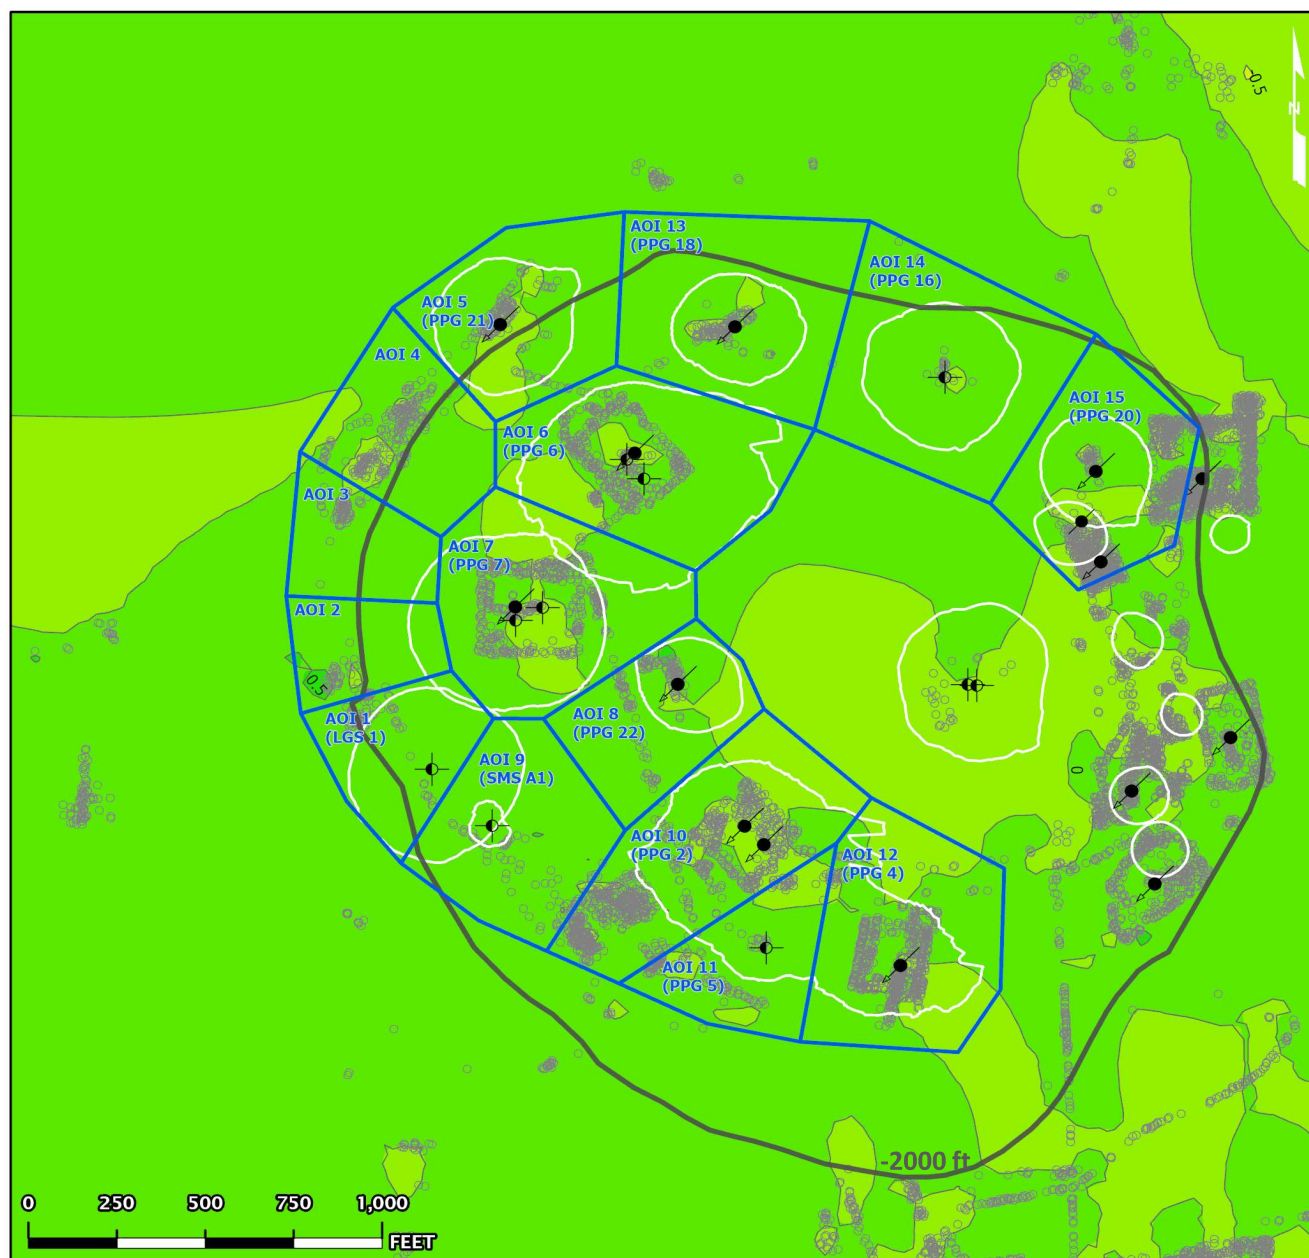 -0.5
N
AOI 13
(PPG 18)
AOI 14
(PPG 16)
AOI 5
(PPG 21)
AOI 4
AOI 15
(PPG 20)
AOI 6
(PPG 6)
AOI 3
AOI 7
(PPG 7)
AOI 2
-0.5
AOI 1
(LGS 1)
AOI 8
(PPG 22)
AOI 9
(SMS A1)
0
AOI 10
(PPG 2)
AOI 12
(PPG 4)
AOI 11
(PPG 5)
-2000 ft
0 250 500 750 1,000
FEET